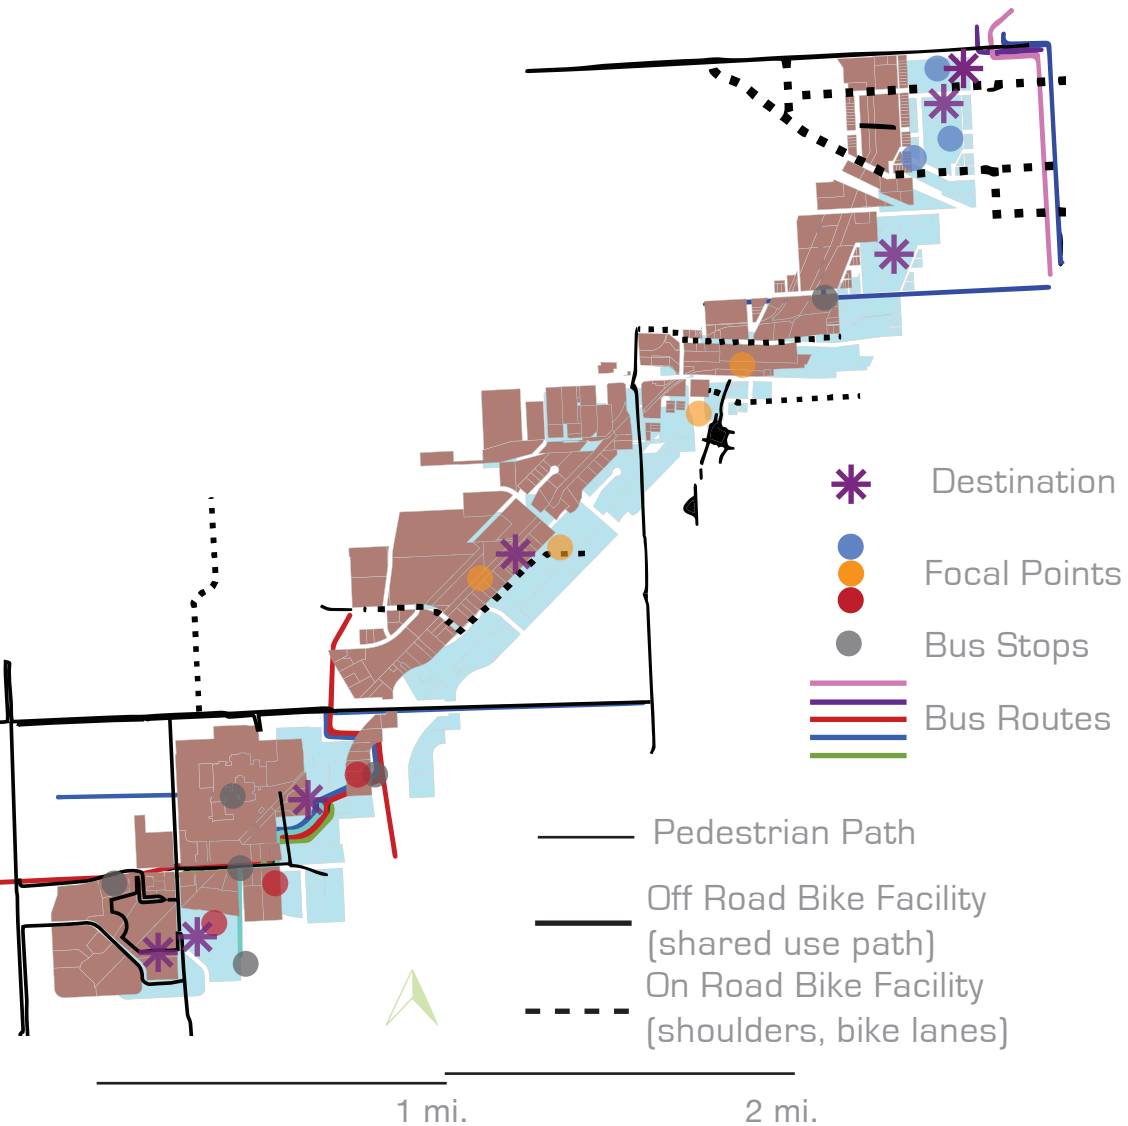 Destination
Focal Points
Bus Stops
Bus Routes
Pedestrian Path
Off Road Bike Facility
(shared use path)
On Road Bike Facility
(shoulders, bike lanes)
1 mi.
2 mi.